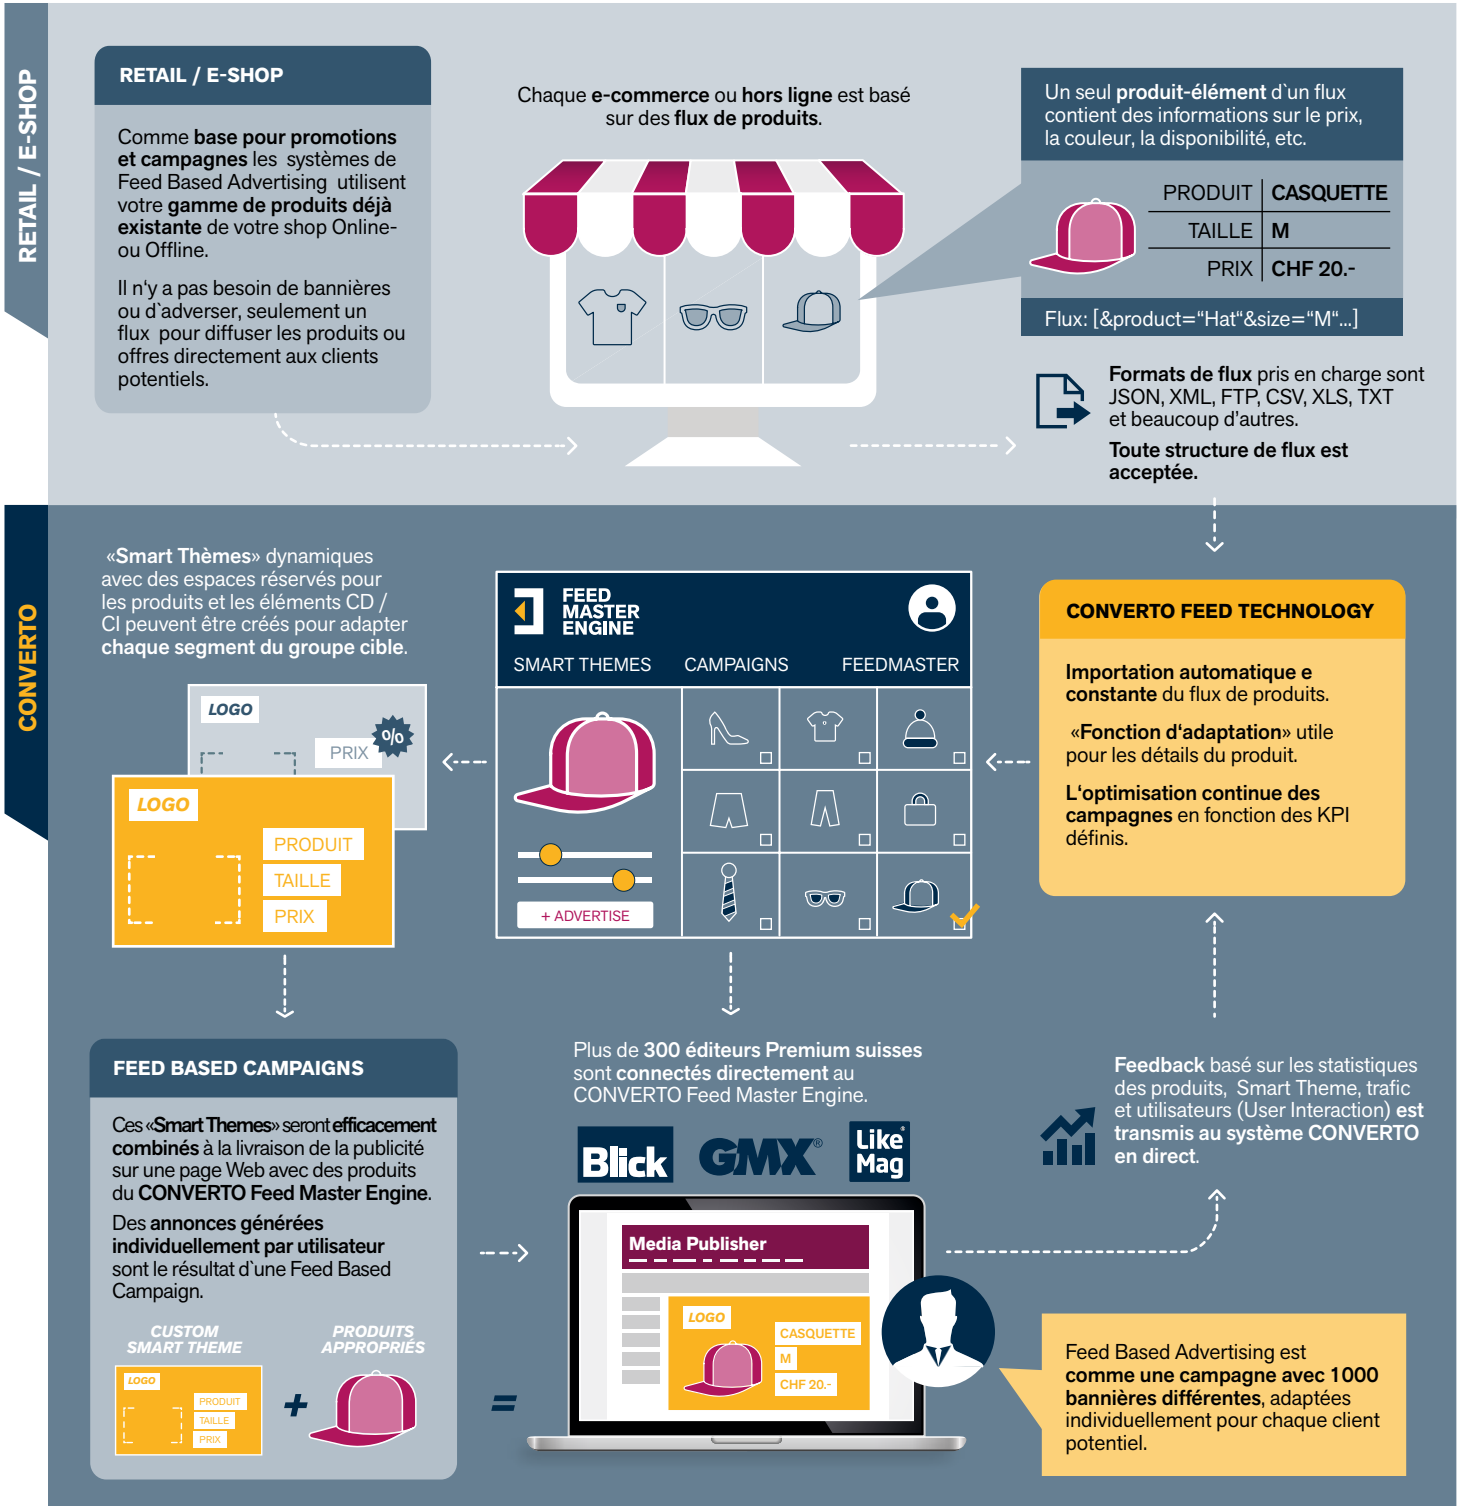 RETAIL / E-SHOP
RETAIL / E-SHOP
Comme base pour promotions
et campagnes les systèmes de
Feed Based Advertising utilisent
votre gamme de produits déjà
existante de votre shop Online-
ou Offline.
Il n'y a pas besoin de bannières
ou d`adverser, seulement un
flux pour diffuser les produits ou
offres directement aux clients
potentiels.
Chaque e-commerce ou hors ligne est basé
sur des flux de produits.
Un seul produit-élément d`un flux
contient des informations sur le prix,
la couleur, la disponibilité, etc.
PRODUIT CASQUETTE
TAILLE M
PRIX CHF 20.-
Flux: [&product=“Hat“&size=“M“...]
Formats de flux pris en charge sont
JSON, XML, FTP, CSV, XLS, TXT
et beaucoup d'autres.
Toute structure de flux est
acceptée.
CONVERTO
«Smart Thèmes» dynamiques
avec des espaces réservés pour
les produits et les éléments CD /
CI peuvent être créés pour adapter
chaque segment du groupe cible.
LOGO
PRIX
%
LOGO
PRODUIT
TAILLE
PRIX
FEED
MASTER
ENGINE
SMART THEMES CAMPAIGNS FEEDMASTER
+ ADVERTISE
CONVERTO FEED TECHNOLOGY
Importation automatique e
constante du flux de produits.
«Fonction d'adaptation» utile
pour les détails du produit.
L'optimisation continue des
campagnes en fonction des KPI
définis.
FEED BASED CAMPAIGNS
Ces «Smart Themes» seront efficacement
combinés à la livraison de la publicité
sur une page Web avec des produits
du CONVERTO Feed Master Engine.
Des annonces générées
individuellement par utilisateur
sont le résultat d`une Feed Based
Campaign.
CUSTOM
SMART THEME
PRODUITS
APPROPRIÉS
LOGO
PRODUIT
TAILLE
PRIX
+
=
Plus de 300 éditeurs Premium suisses
sont connectés directement au
CONVERTO Feed Master Engine.
Blick
GMX®
Like
Mag
Media Publisher
LOGO
CASQUETTE
M
CHF 20.-
Feedback basé sur les statistiques
des produits, Smart Theme, trafic
et utilisateurs (User Interaction) est
transmis au système CONVERTO
en direct.
Feed Based Advertising est
comme une campagne avec 1000
bannières différentes, adaptées
individuellement pour chaque client
potentiel.